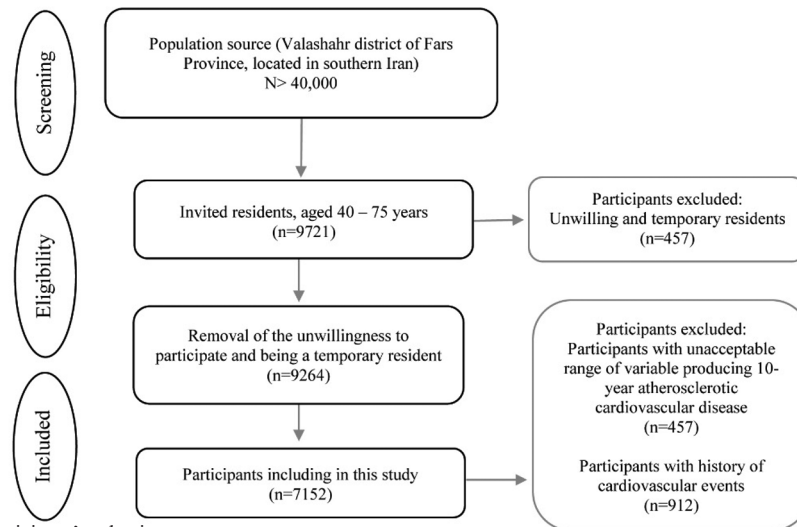 Screening
Population source (Valashahr district of Fars
Province, located in southern Iran)
N> 40,000
Eligibility
Invited residents, aged 40 – 75 years
(n=9721)
Participants excluded:
Unwilling and temporary residents
(n=457)
Removal of the unwillingness to
participate and being a temporary resident
(n=9264)
Participants excluded:
Participants with unacceptable
range of variable producing 10-
year atherosclerotic
cardiovascular disease
(n=457)
Participants with history of
cardiovascular events
(n=912)
Included
Participants including in this study
(n=7152)